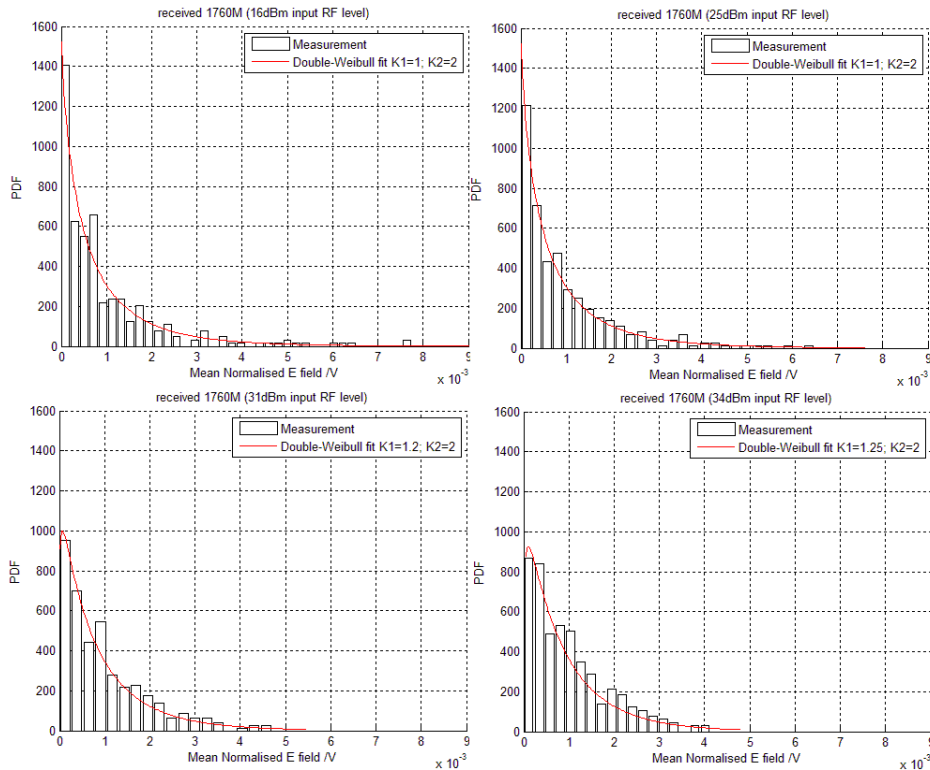 received 1760M (16dBm input RF level)
1600
1400
1200
1000
800
600
400
200
0
PDF
Measurement
Double-Weibull fit K1=1; K2=2
0 1 2 3 4 5 6 7 8 9
Mean Normalised E field /V
x 10⁻³
received 1760M (25dBm input RF level)
1600
1400
1200
1000
800
600
400
200
0
PDF
Measurement
Double-Weibull fit K1=1; K2=2
0 1 2 3 4 5 6 7 8 9
Mean Normalised E field /V
x 10⁻³
received 1760M (31dBm input RF level)
1600
1400
1200
1000
800
600
400
200
0
PDF
Measurement
Double-Weibull fit K1=1.2; K2=2
0 1 2 3 4 5 6 7 8 9
Mean Normalised E field /V
x 10⁻³
received 1760M (34dBm input RF level)
1600
1400
1200
1000
800
600
400
200
0
PDF
Measurement
Double-Weibull fit K1=1.25; K2=2
0 1 2 3 4 5 6 7 8 9
Mean Normalised E field /V
x 10⁻³